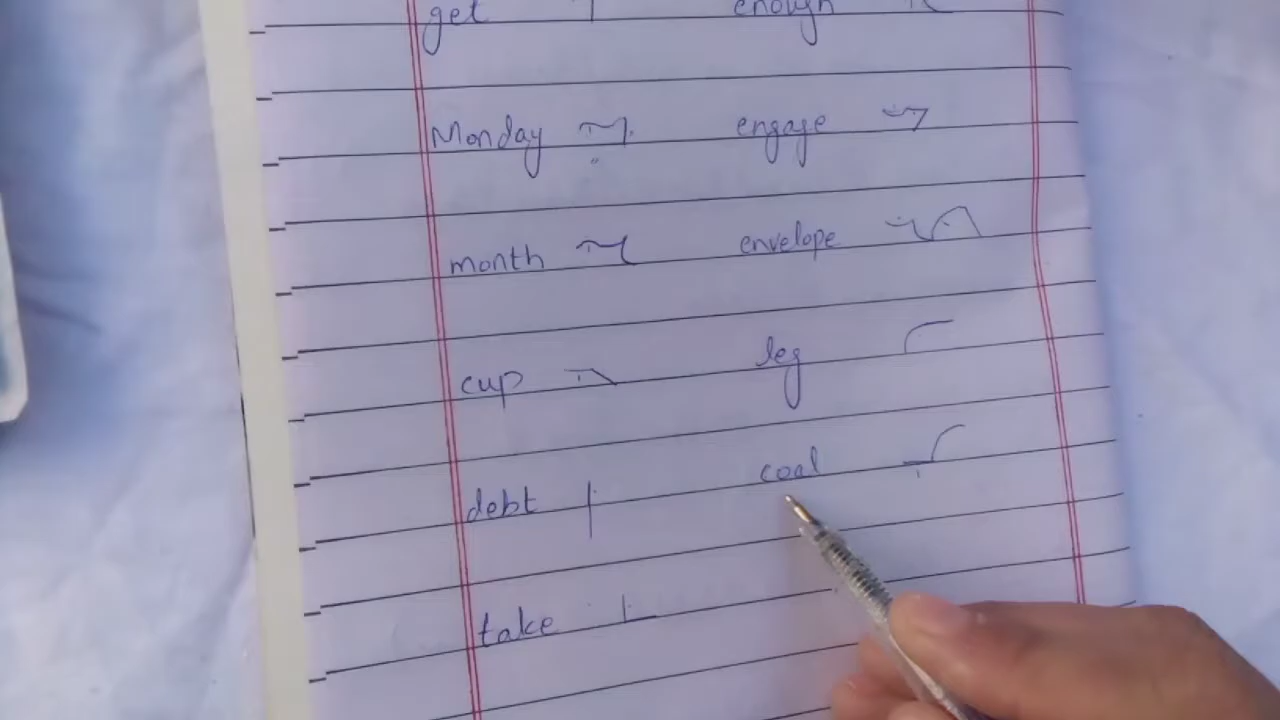 get enough
Monday engage
month envelope
cup leg
debt coal
take